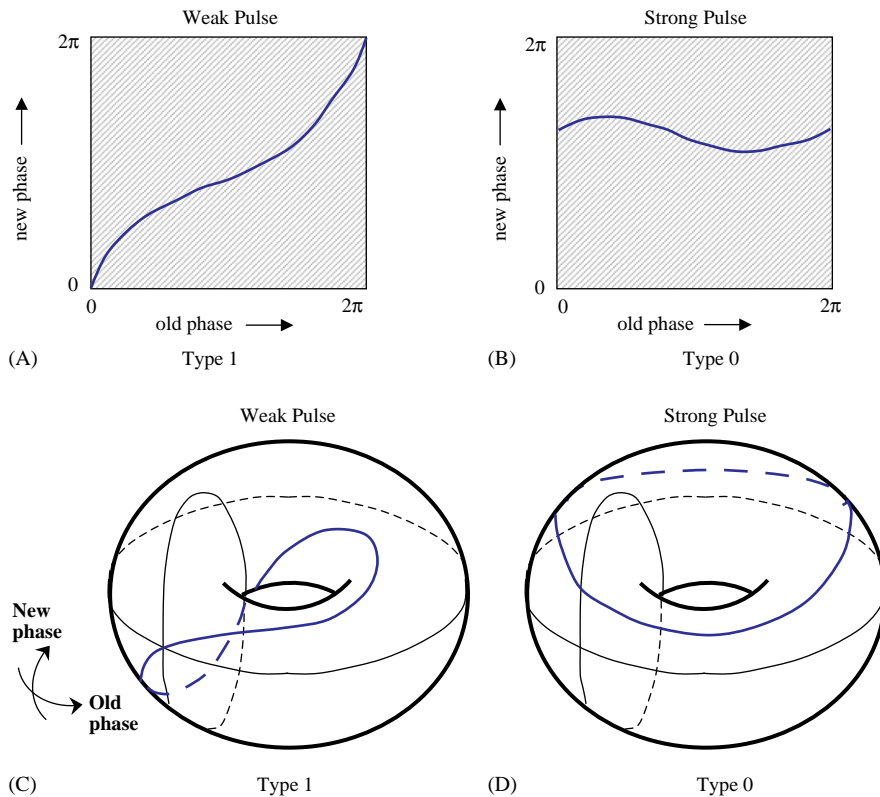 Weak Pulse
2π
new phase
0
0
2π
old phase
(A)
Type 1
Strong Pulse
2π
new phase
0
0
2π
old phase
(B)
Type 0
Weak Pulse
New
phase
Old
phase
(C)
Type 1
Strong Pulse
(D)
Type 0